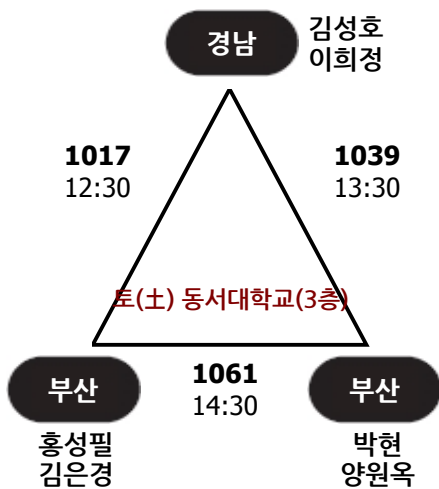 경남
김성호
이희정
1017
12:30
1039
13:30
토(土) 동서대학교(3층)
부산
1061
14:30
부산
홍성필
김은경
박현
양원옥